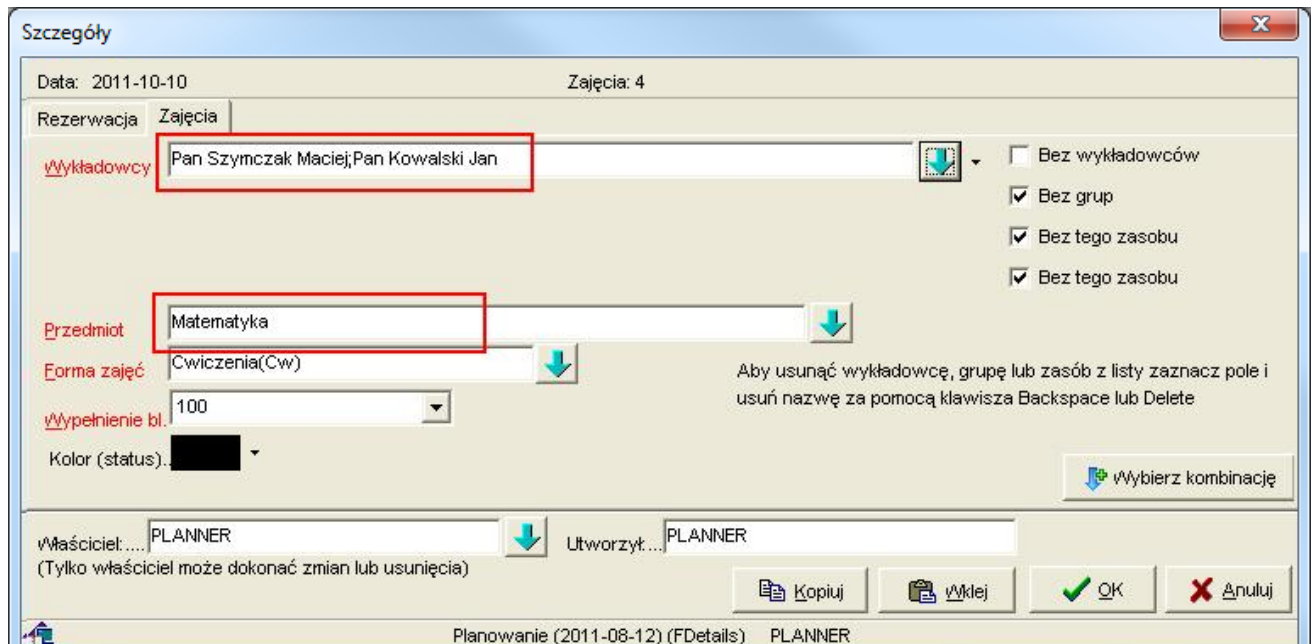 Szczegóły
Data: 2011-10-10 Zajęcia: 4
Rezerwacja Zajęcia
Wykładowcy Pan Szymczak Maciej;Pan Kowalski Jan Bez wykładowców
Bez grup
Bez tego zasobu
Bez tego zasobu
Przedmiot Matematyka
Forma zajęć Cwiczenia(Cw)
Aby usunąć wykładowcę, grupę lub zasób z listy zaznacz pole i
usuń nazwę za pomocą klawisza Backspace lub Delete
Wypełnienie bl. 100
Kolor (status)..
Wybierz kombinację
Właściciel:.... PLANNER Utworzył:... PLANNER
(Tylko właściciel może dokonać zmian lub usunięcia)
Kopiuj Wklej OK Anuluj
Planowanie (2011-08-12) (FDetails) PLANNER